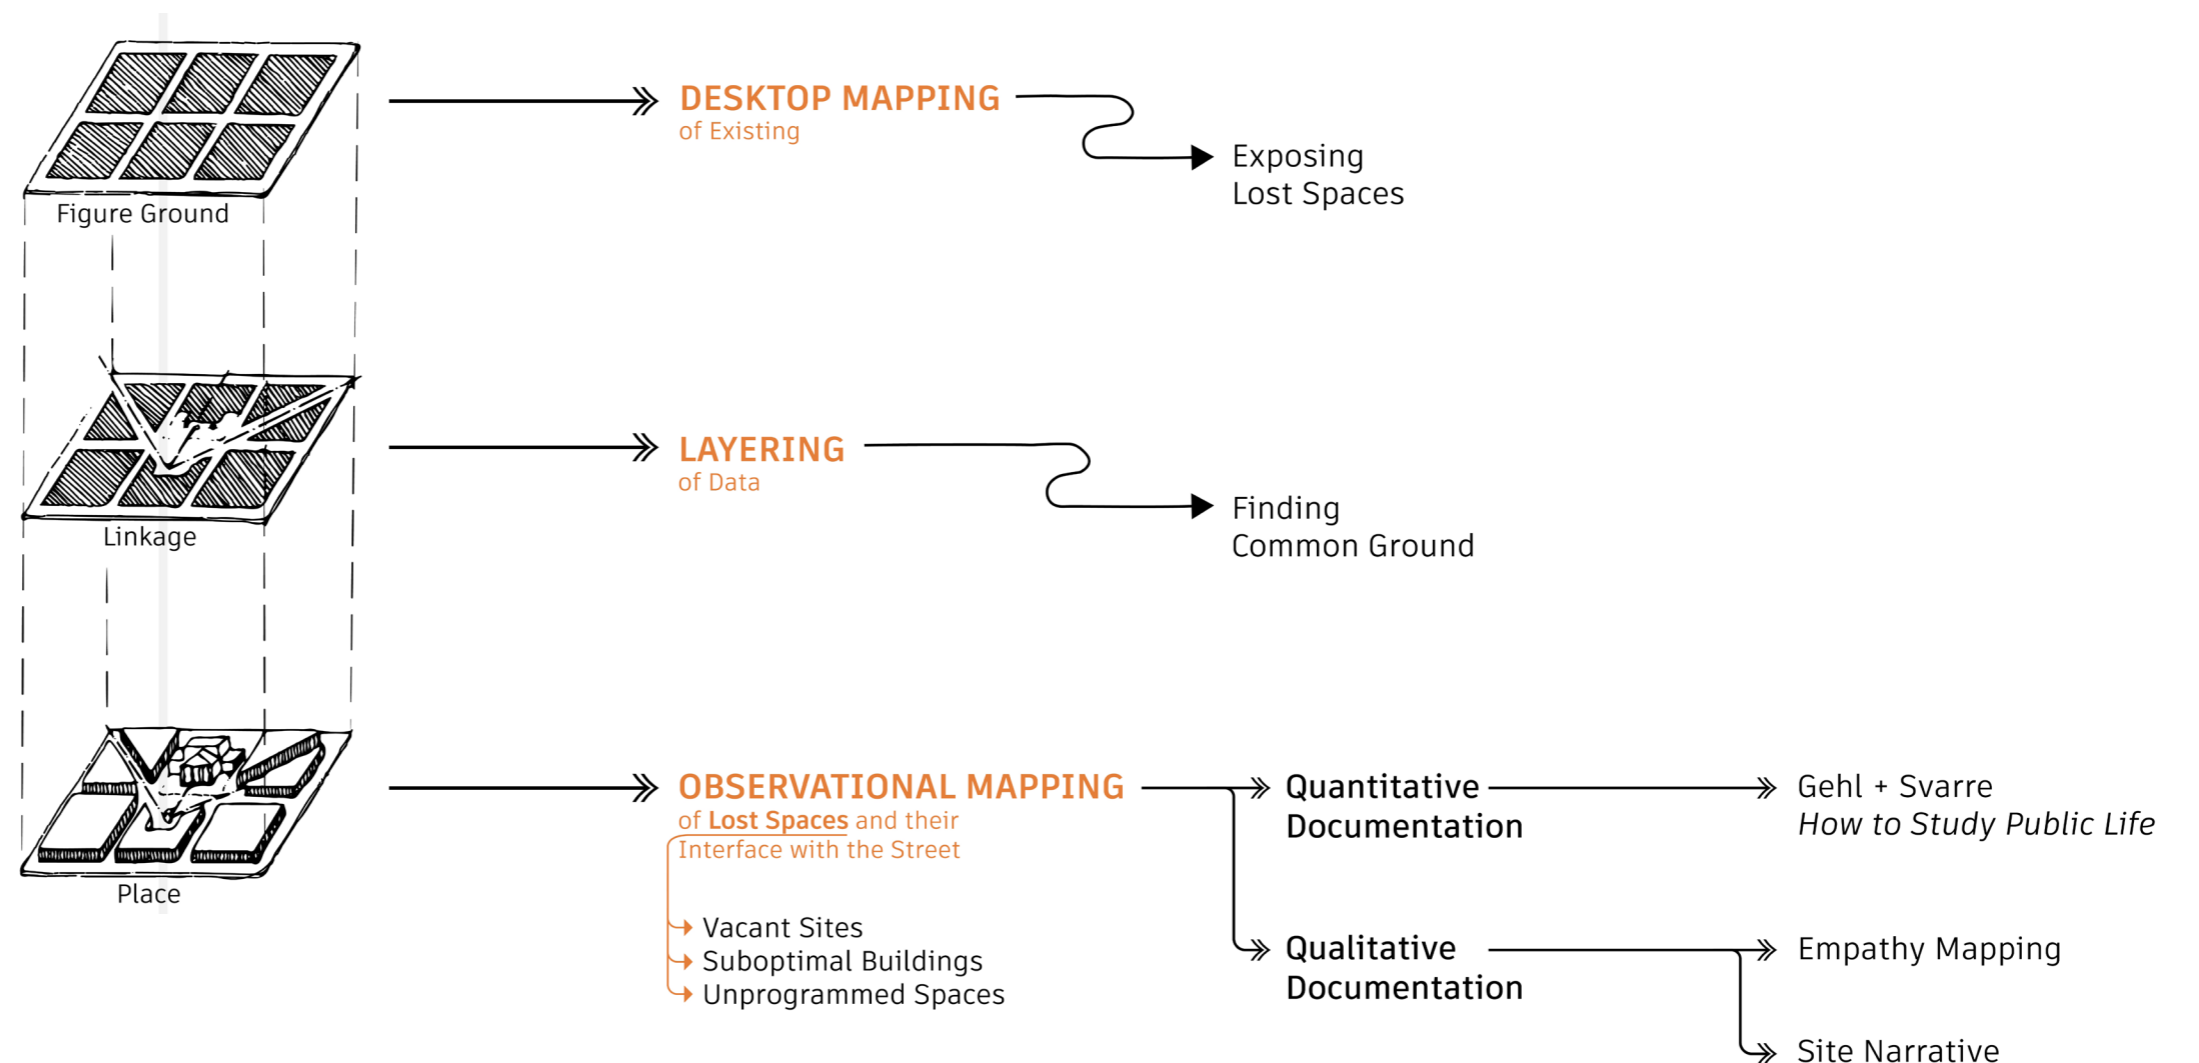 Figure Ground
DESKTOP MAPPING
of Existing
Exposing
Lost Spaces
Linkage
LAYERING
of Data
Finding
Common Ground
Place
OBSERVATIONAL MAPPING
of Lost Spaces and their
Interface with the Street
Vacant Sites
Suboptimal Buildings
Unprogrammed Spaces
Quantitative
Documentation
Gehl + Svarre
How to Study Public Life
Qualitative
Documentation
Empathy Mapping
Site Narrative